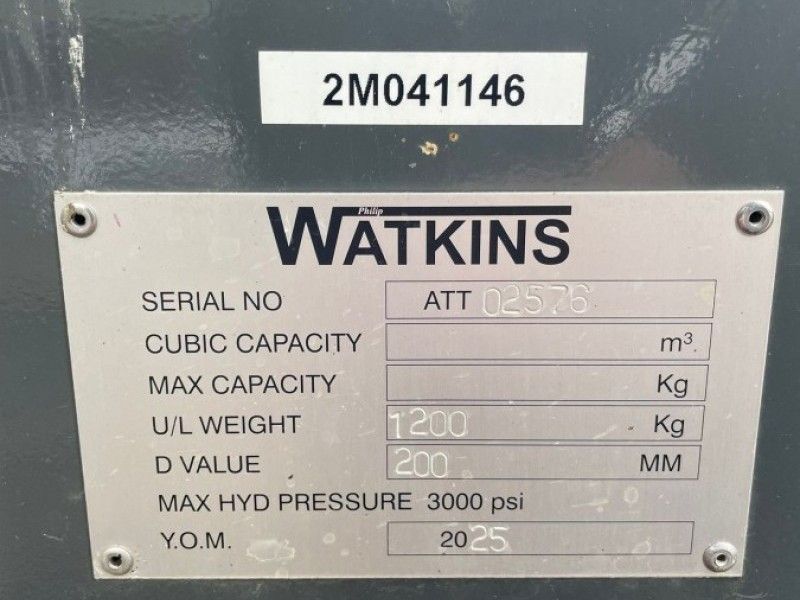 2M041146
Philip
WATKINS
SERIAL NO ATT 02576
CUBIC CAPACITY m³
MAX CAPACITY Kg
U/L WEIGHT 1200 Kg
D VALUE 200 MM
MAX HYD PRESSURE 3000 psi
Y.O.M. 2025